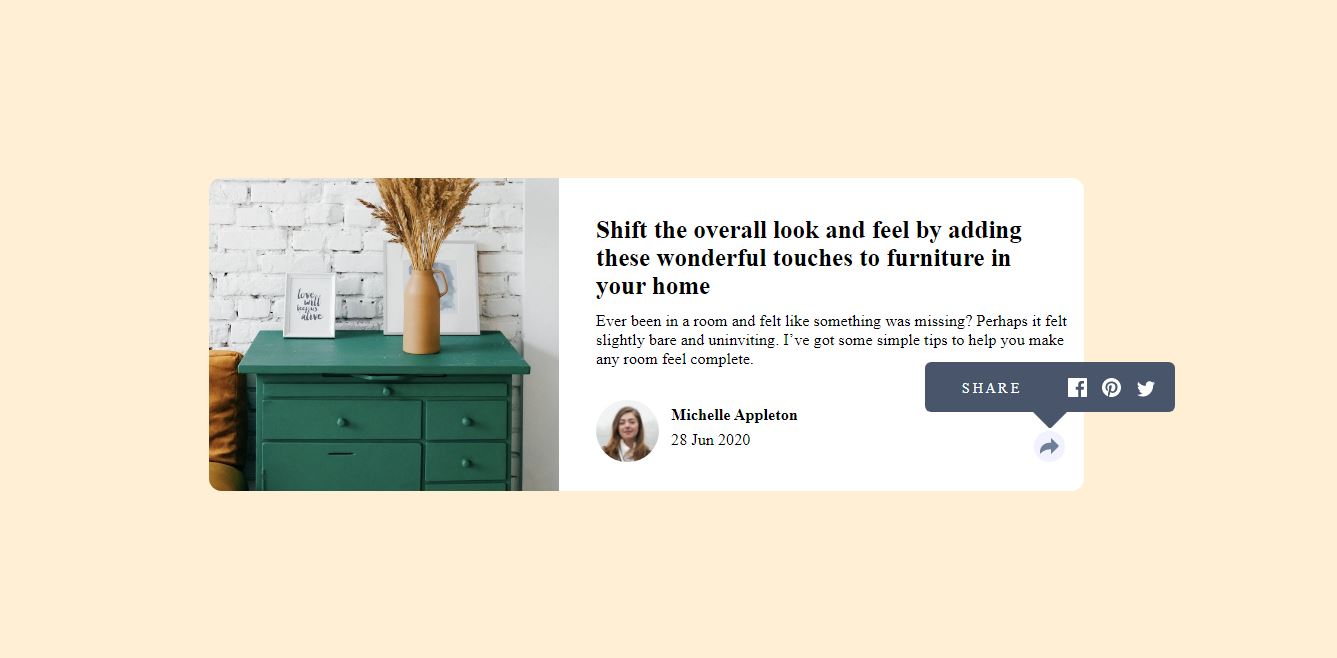 love
will
keep us
alive
Shift the overall look and feel by adding
these wonderful touches to furniture in
your home
Ever been in a room and felt like something was missing? Perhaps it felt
slightly bare and uninviting. I’ve got some simple tips to help you make
any room feel complete.
SHARE
Michelle Appleton
28 Jun 2020